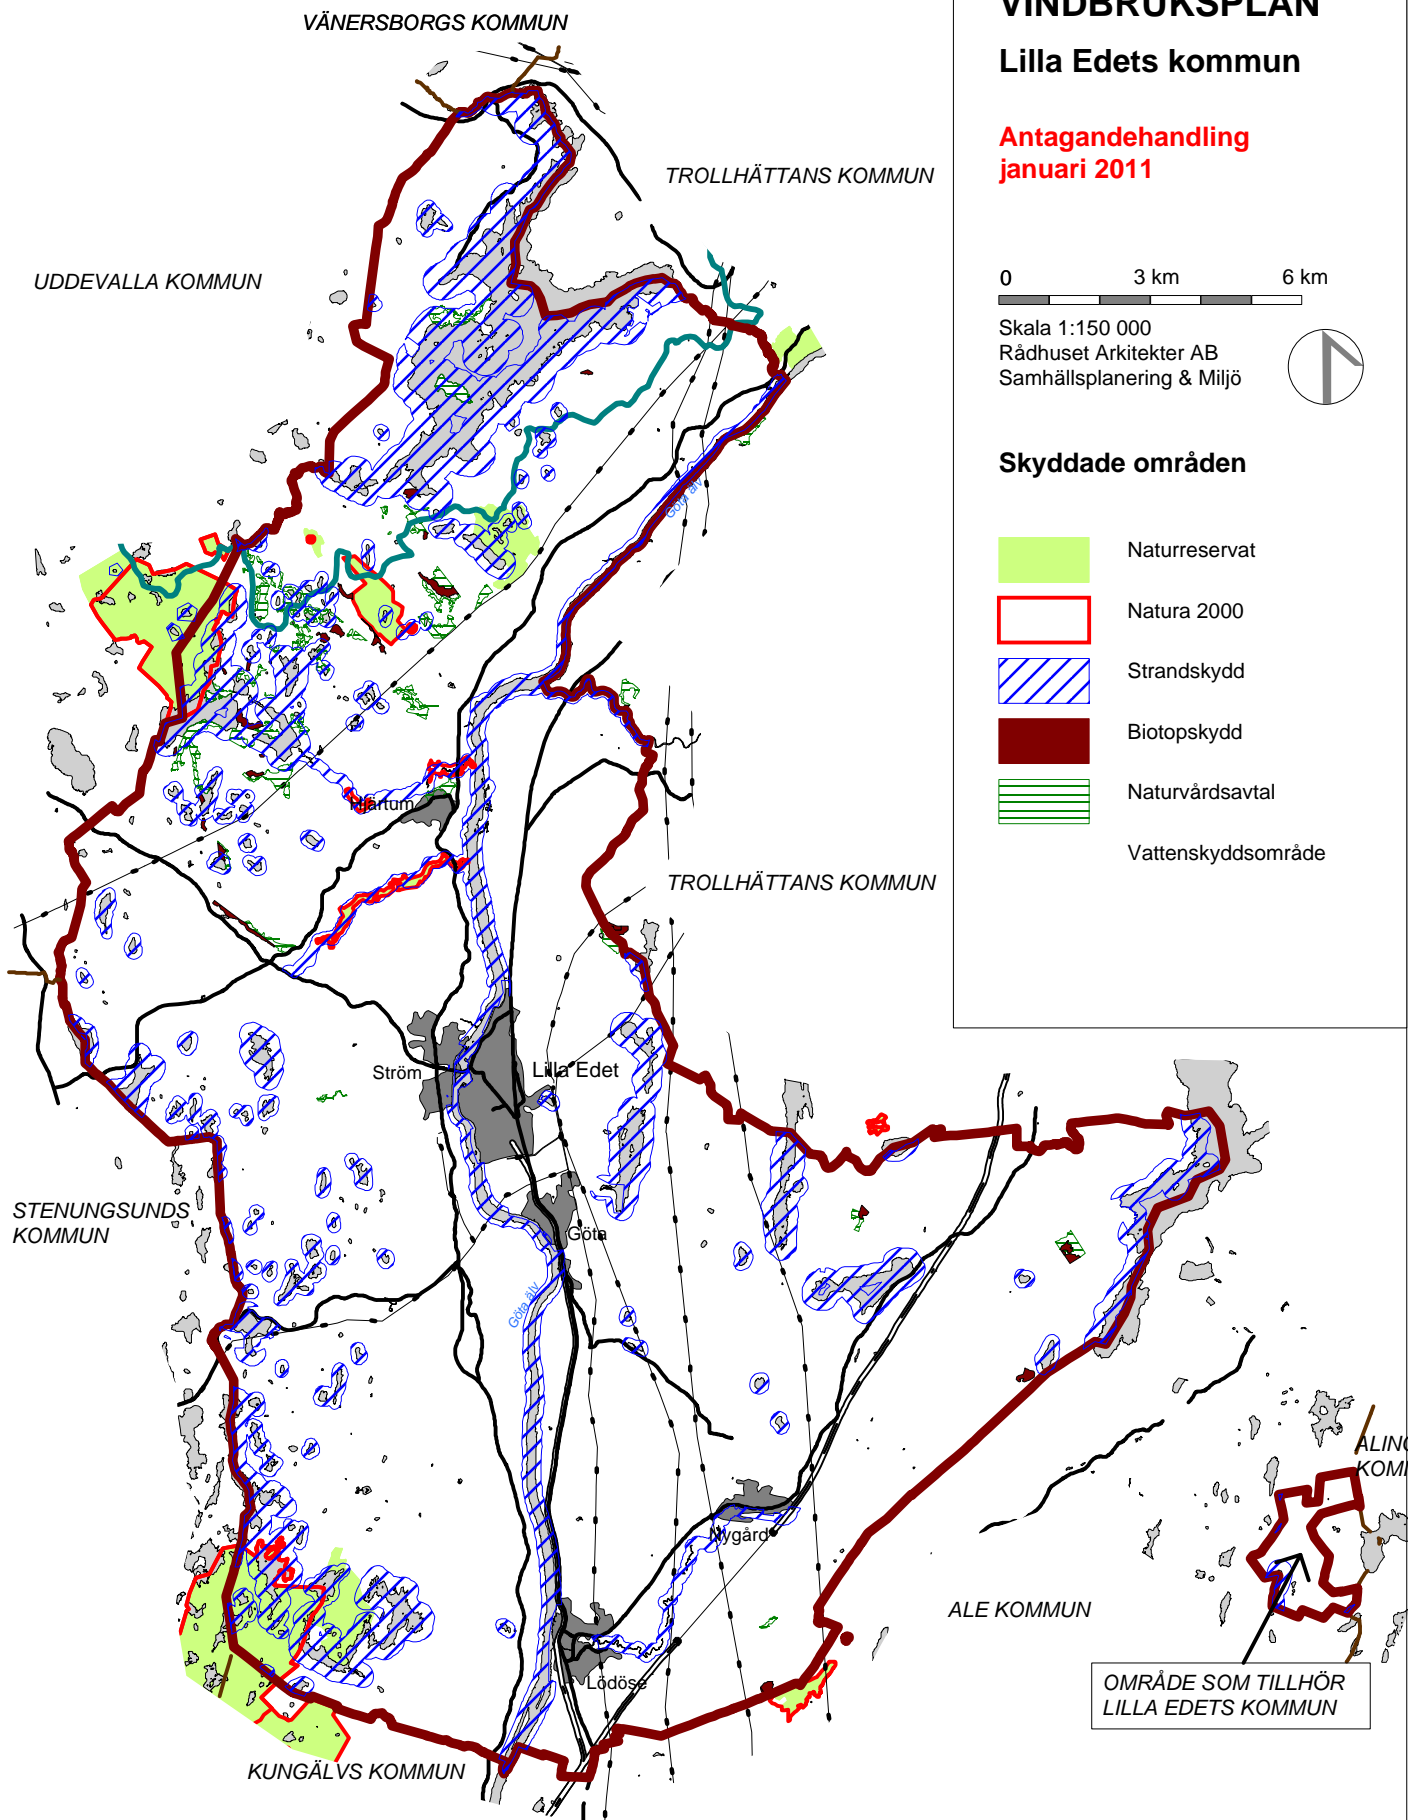 VINDBRUKSPLAN
Lilla Edets kommun
Antagandehandling
januari 2011
0 3 km 6 km
Skala 1:150 000
Rådhuset Arkitekter AB
Samhällsplanering & Miljö
Skyddade områden
Naturreservat
Natura 2000
Strandskydd
Biotopskydd
Naturvårdsavtal
Vattenskyddsområde
VÄNERSBORGS KOMMUN
TROLLHÄTTANS KOMMUN
UDDEVALLA KOMMUN
Göta älv
Hjärtum
TROLLHÄTTANS KOMMUN
Ström
Lilla Edet
STENUNGSUNDS
KOMMUN
Göta
Göta älv
Nygård
ALE KOMMUN
Lödöse
OMRÅDE SOM TILLHÖR
LILLA EDETS KOMMUN
KUNGÄLVS KOMMUN